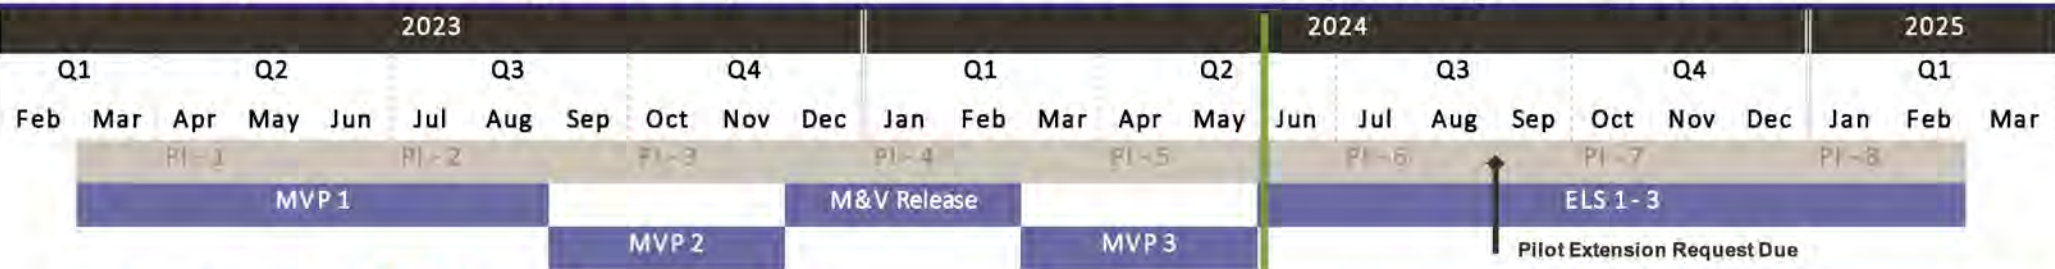 2023 2024 2025
Q1 Q2 Q3 Q4 Q1 Q2 Q3 Q4 Q1
Feb Mar Apr May Jun Jul Aug Sep Oct Nov Dec Jan Feb Mar Apr May Jun Jul Aug Sep Oct Nov Dec Jan Feb Mar
PI - 1 PI - 2 PI - 3 PI - 4 PI - 5 PI - 6 PI - 7 PI - 8
MVP 1 M&V Release ELS 1 - 3
MVP 2 MVP 3 Pilot Extension Request Due